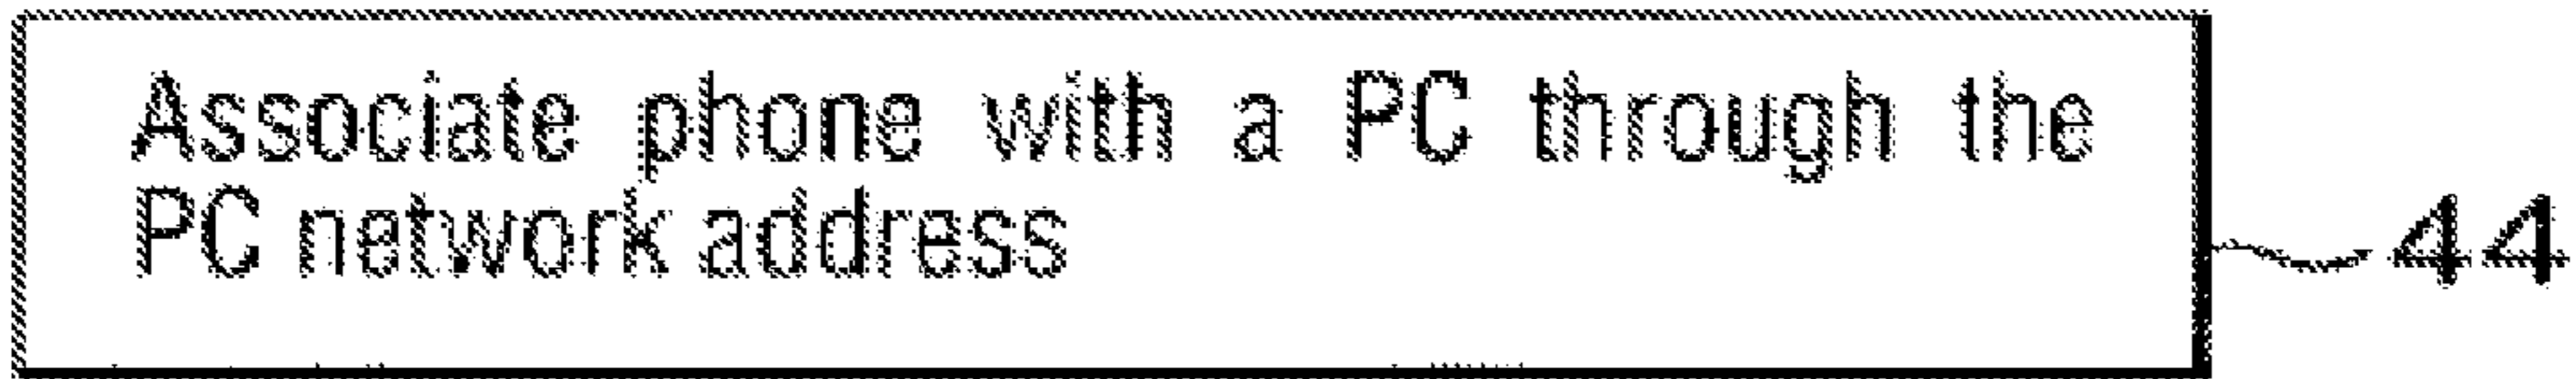 Associate phone with a PC through the
PC network address
44